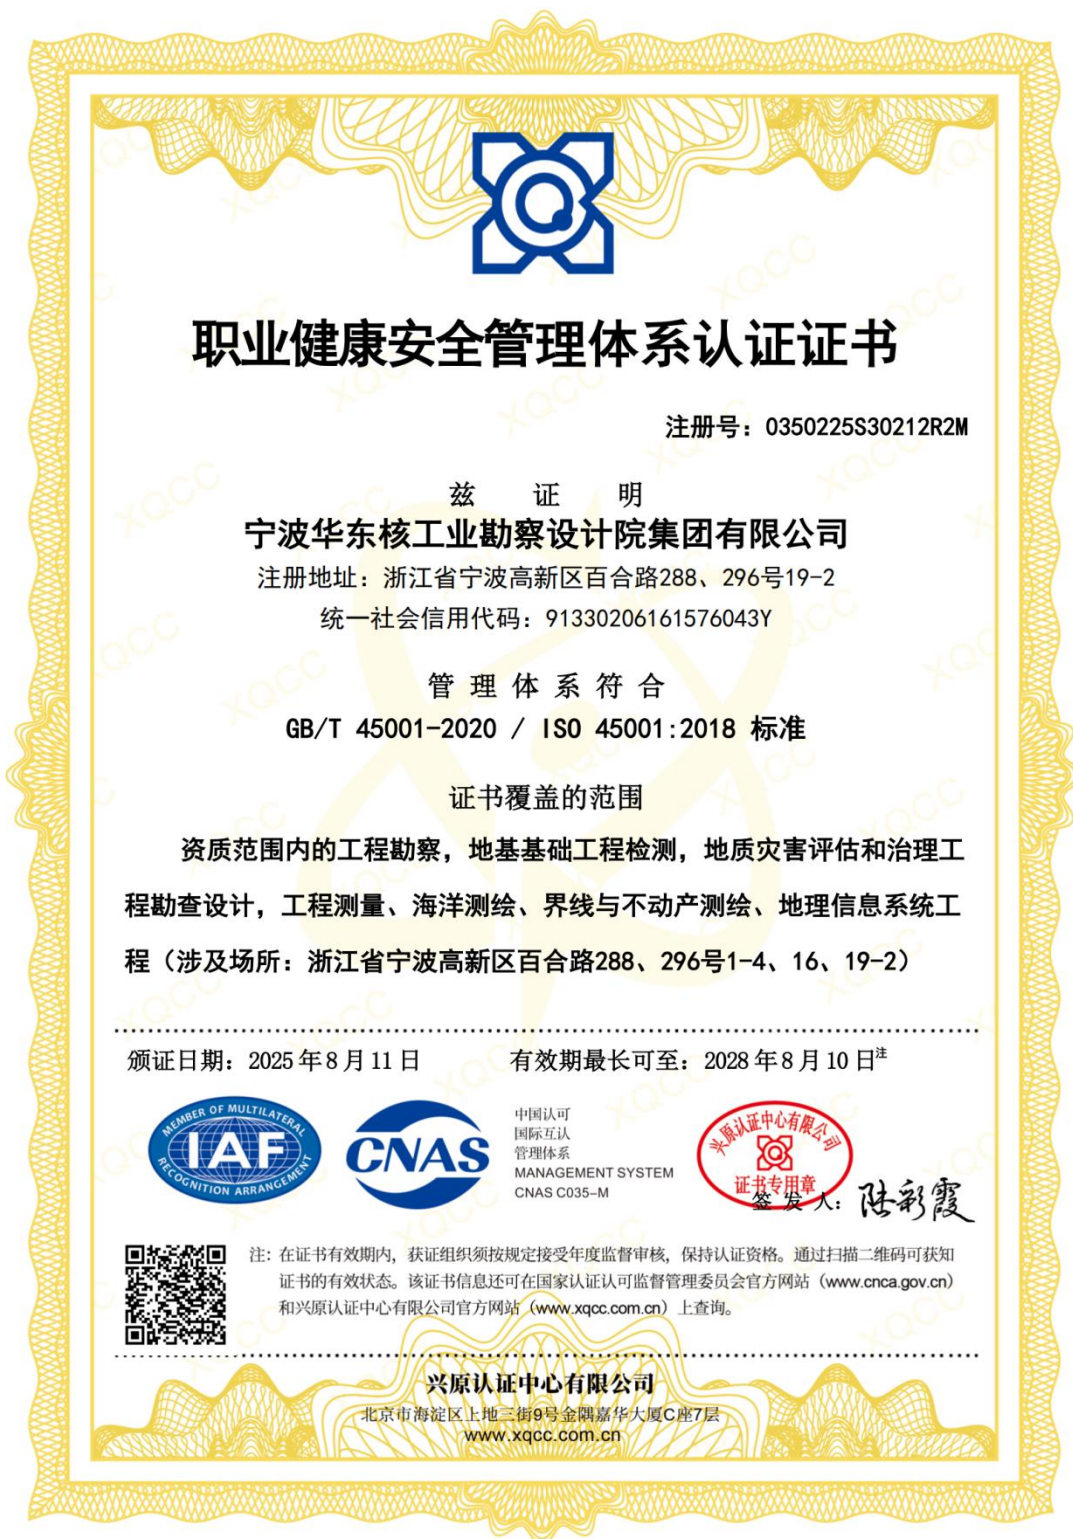 职业健康安全管理体系认证证书
注册号：0350225S30212R2M
兹 证 明
宁波华东核工业勘察设计院集团有限公司
注册地址：浙江省宁波高新区百合路288、296号19-2
统一社会信用代码：91330206161576043Y
管 理 体 系 符 合
GB/T 45001-2020 / ISO 45001:2018 标准
证书覆盖的范围
资质范围内的工程勘察，地基基础工程检测，地质灾害评估和治理工
程勘查设计，工程测量、海洋测绘、界线与不动产测绘、地理信息系统工
程（涉及场所：浙江省宁波高新区百合路288、296号1-4、16、19-2）
颁证日期：2025年8月11日 有效期最长可至：2028年8月10日注
MEMBER OF MULTILATERAL
IAF
RECOGNITION ARRANGEMENT
CNAS
中国认可
国际互认
管理体系
MANAGEMENT SYSTEM
CNAS C035-M
兴原认证中心有限公司
证书专用章
签 发 人：陆彩霞
注：在证书有效期内，获证组织须按规定接受年度监督审核，保持认证资格。通过扫描二维码可获知
证书的有效状态。该证书信息还可在国家认证认可监督管理委员会官方网站（www.cnca.gov.cn）
和兴原认证中心有限公司官方网站（www.xqcc.com.cn）上查询。
兴原认证中心有限公司
北京市海淀区上地三街9号金隅嘉华大厦C座7层
www.xqcc.com.cn